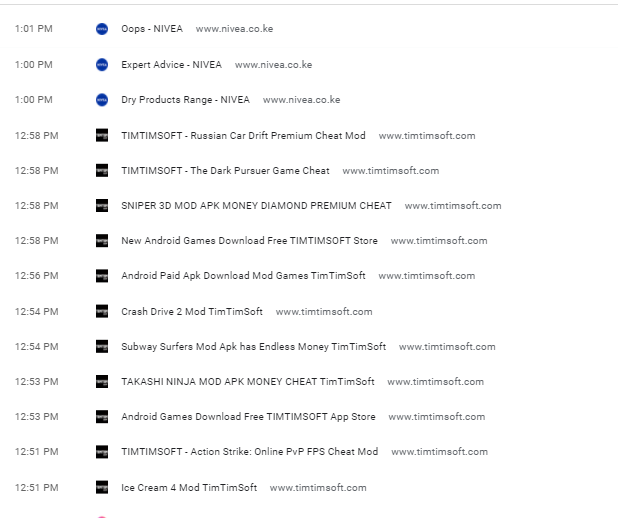 1:01 PM Oops - NIVEA www.nivea.co.ke
1:00 PM Expert Advice - NIVEA www.nivea.co.ke
1:00 PM Dry Products Range - NIVEA www.nivea.co.ke
12:58 PM TIMTIMSOFT - Russian Car Drift Premium Cheat Mod www.timtimsoft.com
12:58 PM TIMTIMSOFT - The Dark Pursuer Game Cheat www.timtimsoft.com
12:58 PM SNIPER 3D MOD APK MONEY DIAMOND PREMIUM CHEAT www.timtimsoft.com
12:58 PM New Android Games Download Free TIMTIMSOFT Store www.timtimsoft.com
12:56 PM Android Paid Apk Download Mod Games TimTimSoft www.timtimsoft.com
12:54 PM Crash Drive 2 Mod TimTimSoft www.timtimsoft.com
12:54 PM Subway Surfers Mod Apk has Endless Money TimTimSoft www.timtimsoft.com
12:53 PM TAKASHI NINJA MOD APK MONEY CHEAT TimTimSoft www.timtimsoft.com
12:53 PM Android Games Download Free TIMTIMSOFT App Store www.timtimsoft.com
12:51 PM TIMTIMSOFT - Action Strike: Online PvP FPS Cheat Mod www.timtimsoft.com
12:51 PM Ice Cream 4 Mod TimTimSoft www.timtimsoft.com